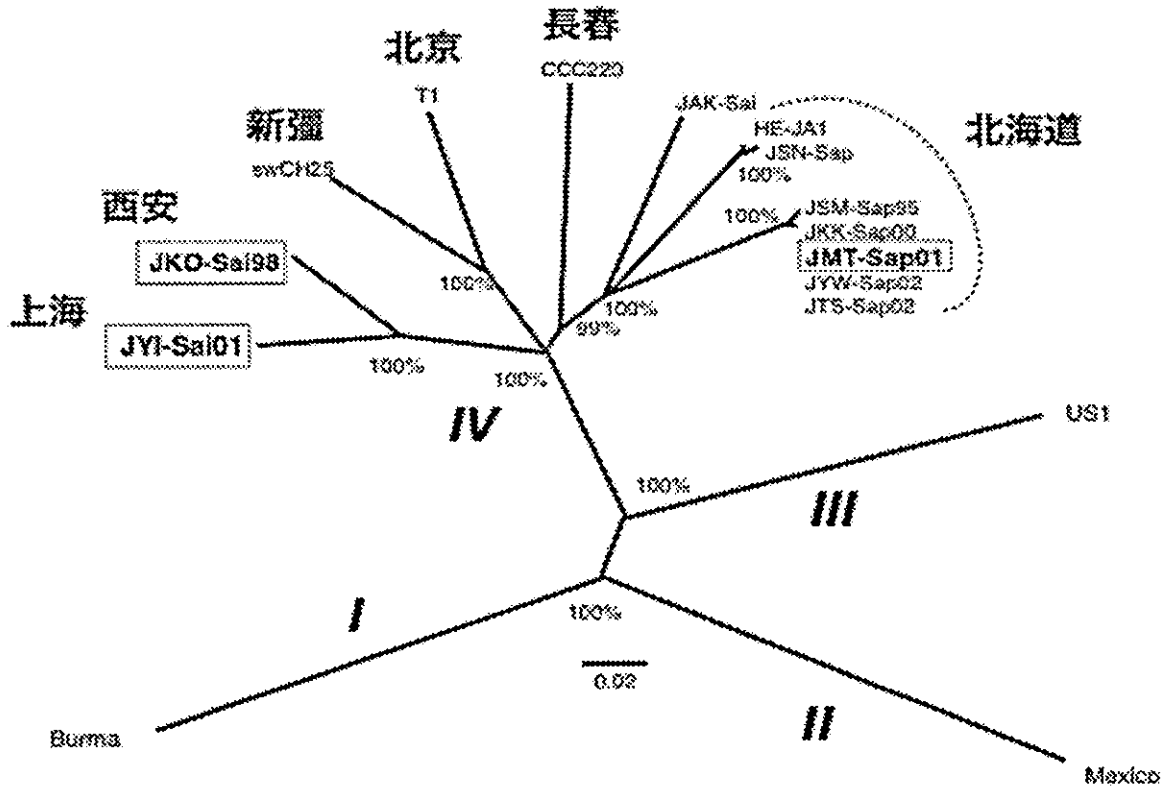 長春
CCC220
北京
T1
JAK-Sai
HE-JA1
JSN-Sap
100%
北海道
新疆
swCH25
西安
JKO-Sai98
100%
100%
JSM-Sap95
JKK-Sap00
JMT-Sap01
JYW-Sap02
JTS-Sap02
上海
JYI-Sai01
100%
100%
99%
100%
IV
US1
100%
III
I
100%
0.02
II
Burma
Mexico